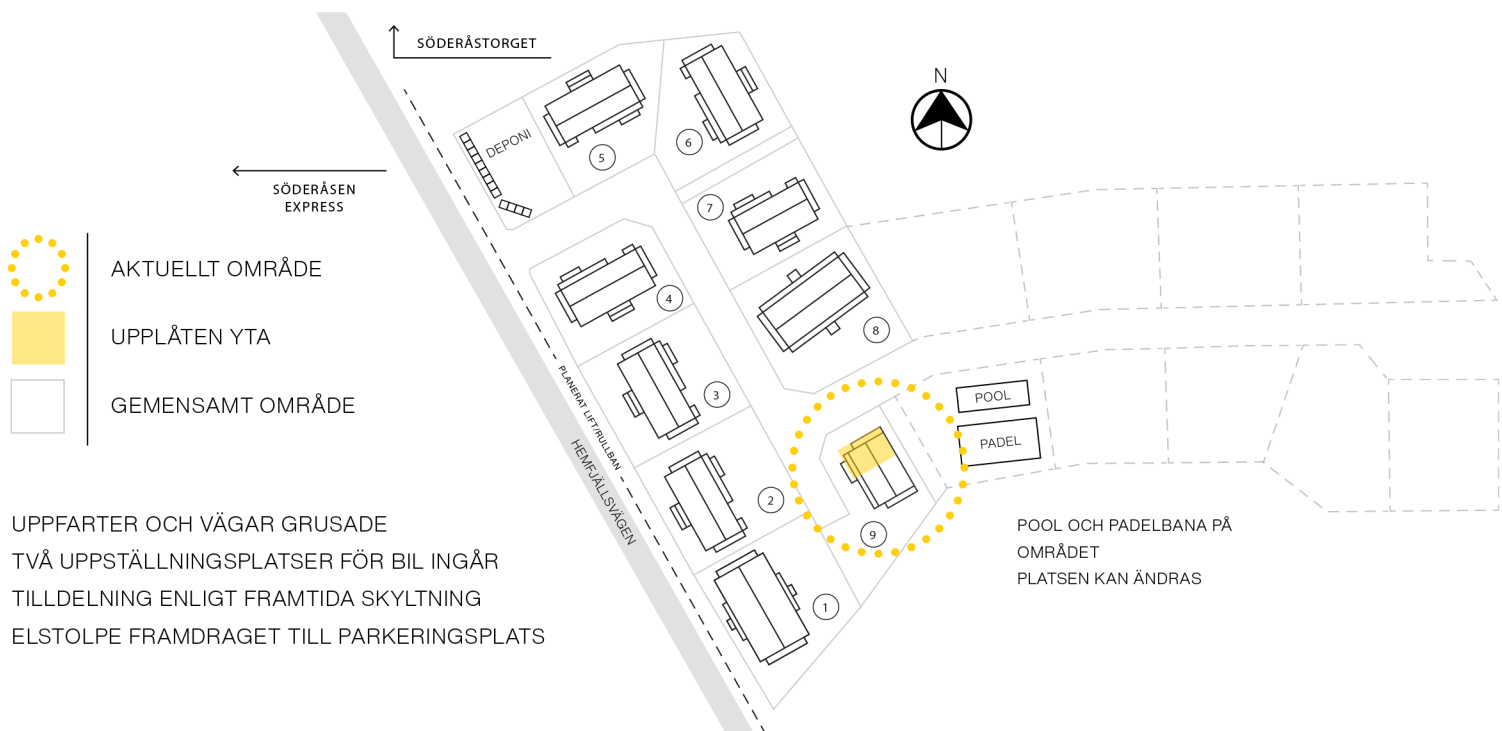 SÖDERÅSTORGET
N
SÖDERÅSEN
EXPRESS
DEPONI
5
6
7
4
8
3
2
9
1
AKTUELLT OMRÅDE
UPPLÅTEN YTA
GEMENSAMT OMRÅDE
PLANERAT LIFT/RULLBAN
HEMFJÄLLSVÄGEN
POOL
PADEL
UPPFARTER OCH VÄGAR GRUSADE
TVÅ UPPSTÄLLNINGSPLATSER FÖR BIL INGÅR
TILLDELNING ENLIGT FRAMTIDA SKYLTNING
ELSTOLPE FRAMDRAGET TILL PARKERINGSPLATS
POOL OCH PADELBANA PÅ
OMRÅDET
PLATSEN KAN ÄNDRAS